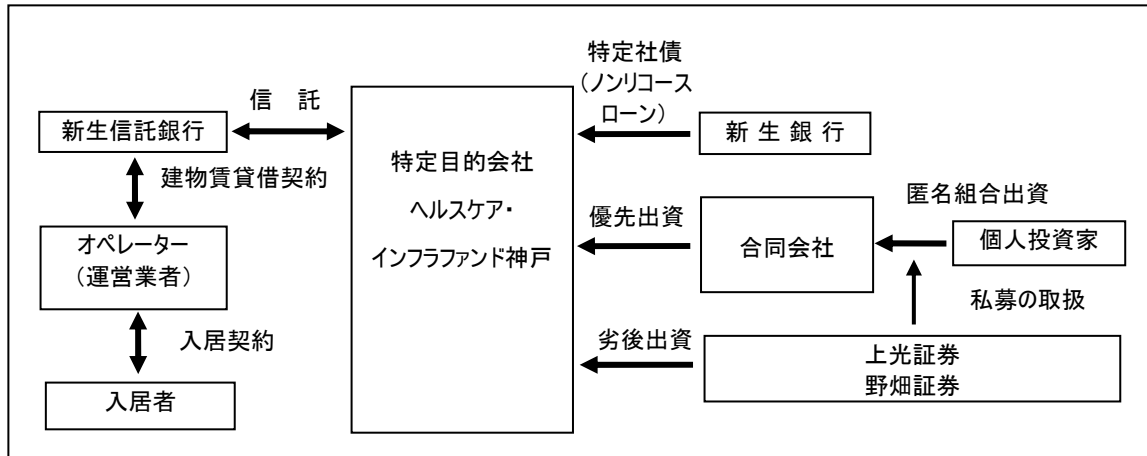 信　託
新生信託銀行
建物賃貸借契約
オペレーター
（運営業者）
入居契約
入居者
特定目的会社
ヘルスケア・
インフラファンド神戸
特定社債
（ノンリコース
ローン）
新 生 銀 行
優先出資
合同会社
匿名組合出資
個人投資家
私募の取扱
劣後出資
上光証券
野畑証券